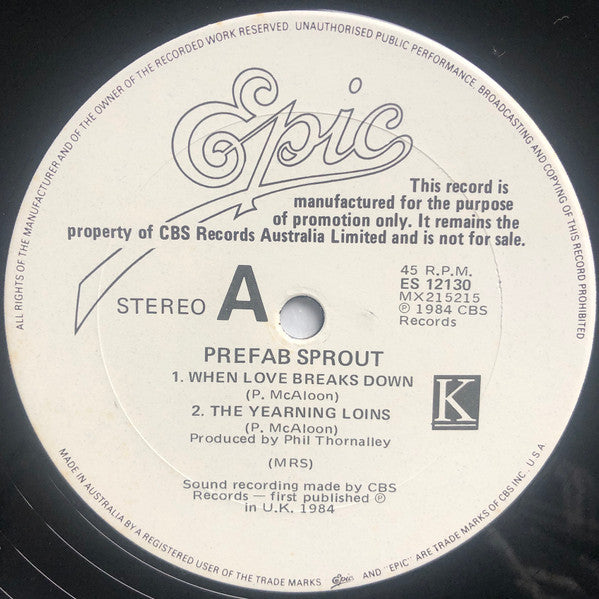 ALL RIGHTS OF THE MANUFACTURER AND OF THE OWNER OF THE RECORDED WORK RESERVED. UNAUTHORISED PUBLIC PERFORMANCE, BROADCASTING AND COPYING OF THIS RECORD PROHIBITED
Epic
This record is
manufactured for the purpose
of promotion only. It remains the
property of CBS Records Australia Limited and is not for sale.
STEREO A
45 R.P.M.
ES 12130
MX215215
℗ 1984 CBS
Records
PREFAB SPROUT
1. WHEN LOVE BREAKS DOWN
(P. McAloon)
2. THE YEARNING LOINS
(P. McAloon)
Produced by Phil Thornalley
K
(MRS)
Sound recording made by CBS
Records — first published ℗
in U.K. 1984
MADE IN AUSTRALIA BY A REGISTERED USER OF THE TRADE MARKS Epic AND "EPIC" ARE TRADE MARKS OF CBS INC. U.S.A.